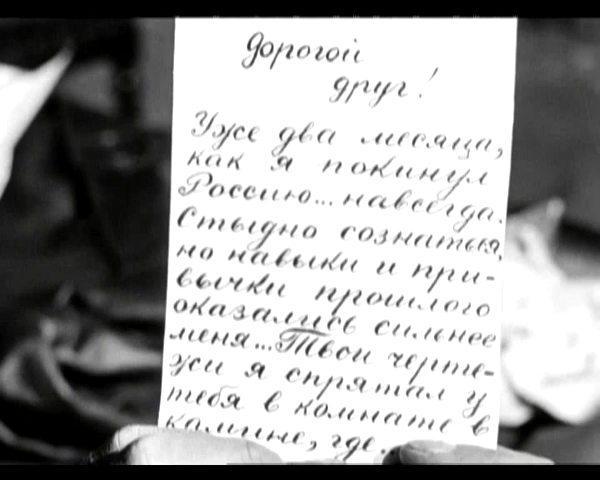 Дорогой
друг!
Уже два месяца,
как я покинул
Россию... навсегда.
Стыдно сознаться,
но навыки и при-
вычки прошлого
оказались сильнее
меня... Твои черте-
жи я спрятал у
тебя в комнате в
камине, где.